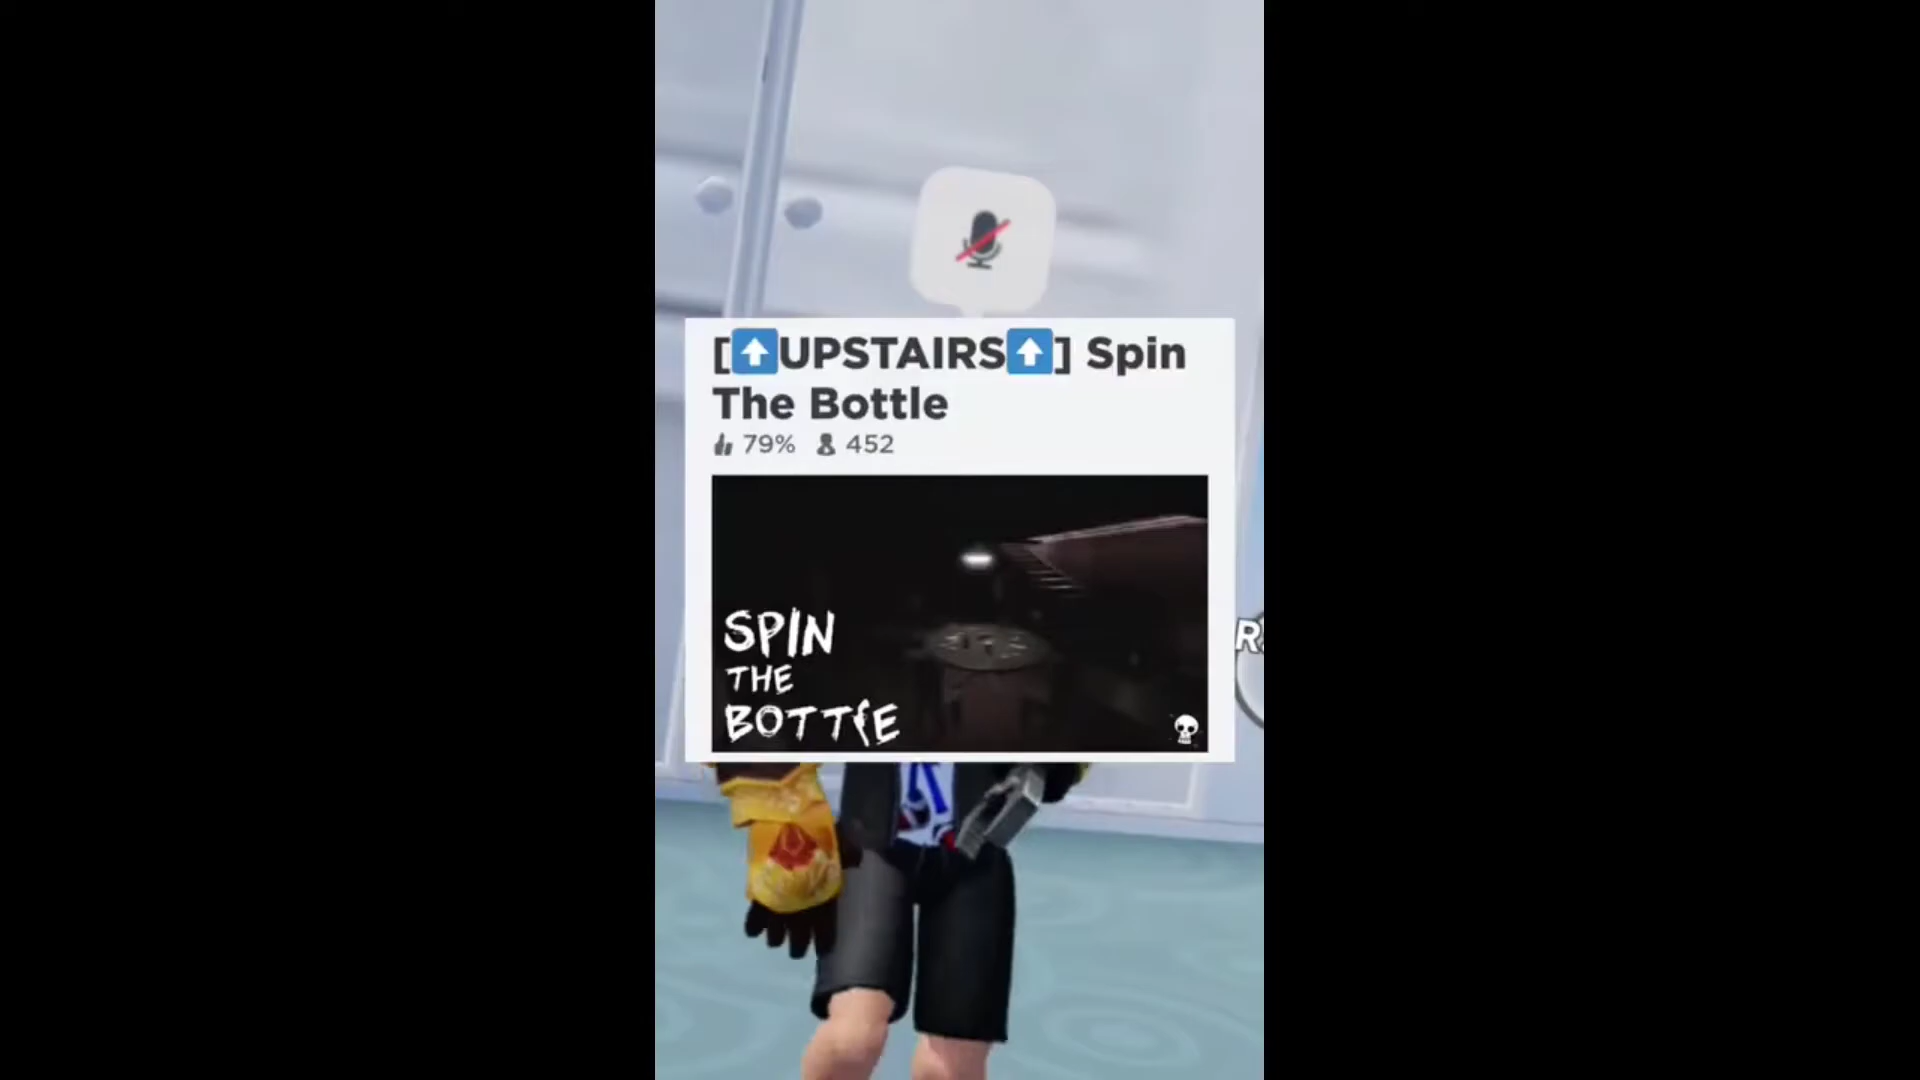 [⬆️UPSTAIRS⬆️] Spin
The Bottle
79% 452
SPIN
THE
BOTTLE
R